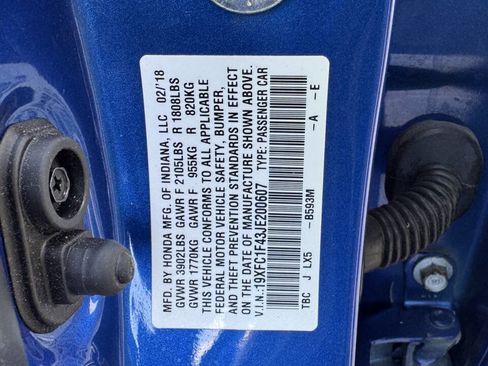 MFD. BY HONDA MFG. OF INDIANA, LLC 02/'18
GVWR 3902LBS GAWR F 2105LBS R 1808LBS
GVWR 1770KG GAWR F 955KG R 820KG
THIS VEHICLE CONFORMS TO ALL APPLICABLE
FEDERAL MOTOR VEHICLE SAFETY, BUMPER,
AND THEFT PREVENTION STANDARDS IN EFFECT
ON THE DATE OF MANUFACTURE SHOWN ABOVE.
V.I.N.:19XFC1F43JE200607 TYPE: PASSENGER CAR
-B593M -A -E
TBC J LX5